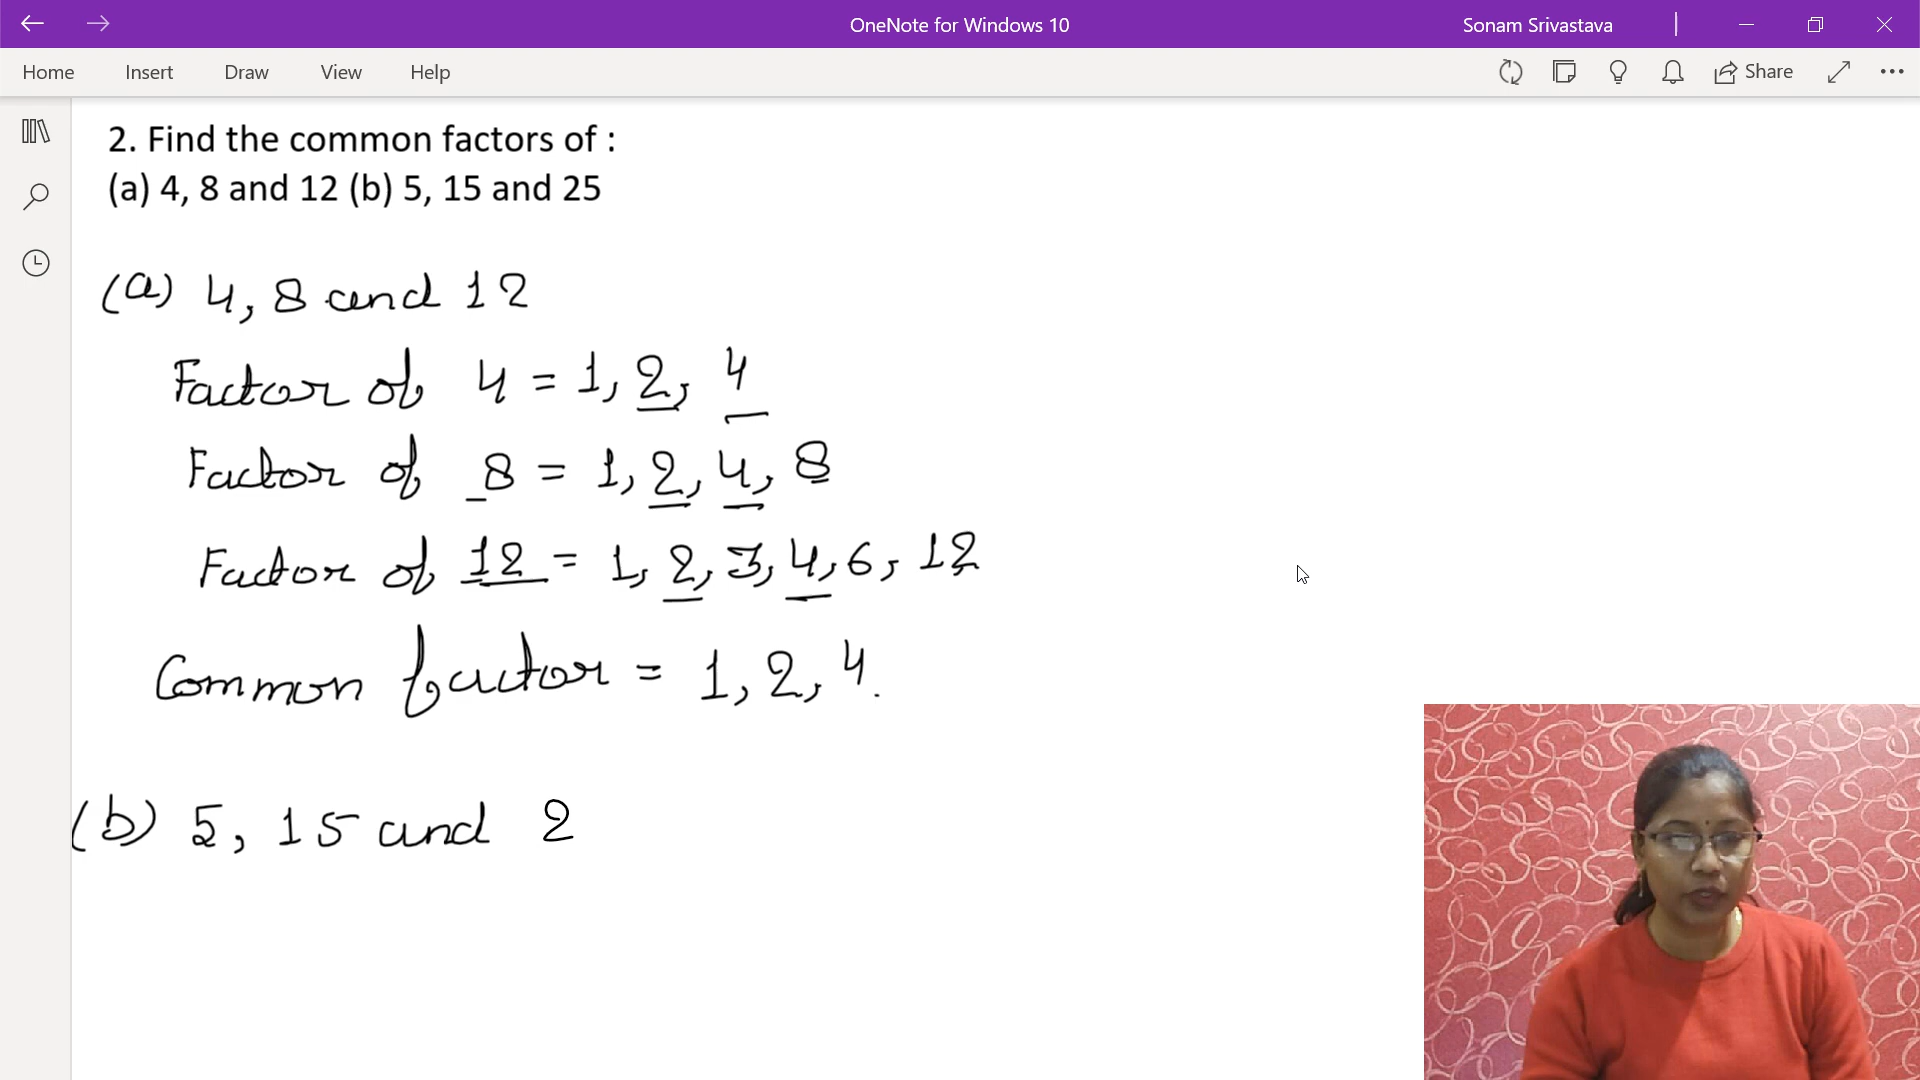 OneNote for Windows 10
Sonam Srivastava
Home Insert Draw View Help
Share
2. Find the common factors of :
(a) 4, 8 and 12 (b) 5, 15 and 25
(a) 4, 8 and 12
Factor of 4 = 1, 2, 4
Factor of 8 = 1, 2, 4, 8
Factor of 12 = 1, 2, 3, 4, 6, 12
Common factor = 1, 2, 4.
(b) 5, 15 and 2